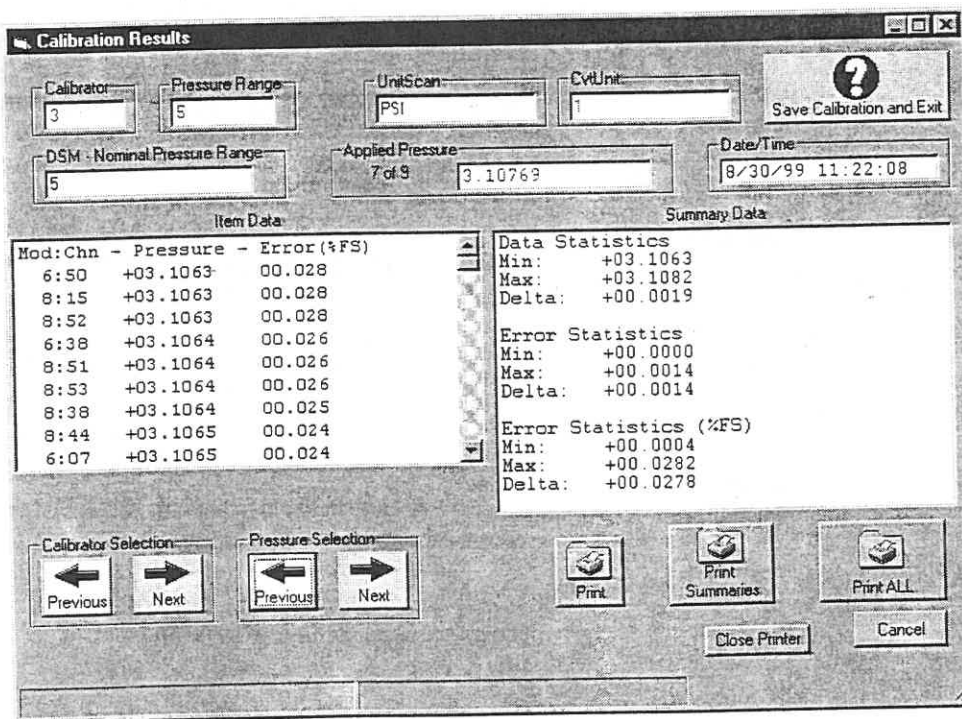 Calibration Results
Calibrator
3
Pressure Range
5
UnitScan
PSI
CvtUnit
1
Save Calibration and Exit
DSM - Nominal Pressure Range
5
Applied Pressure
7 of 9
3.10769
Date/Time
8/30/99 11:22:08
Item Data
Mod:Chn - Pressure - Error(%FS)
6:50 +03.1063 00.028
8:15 +03.1063 00.028
8:52 +03.1063 00.028
6:38 +03.1064 00.026
8:51 +03.1064 00.026
8:53 +03.1064 00.026
8:38 +03.1064 00.025
8:44 +03.1065 00.024
6:07 +03.1065 00.024
Summary Data
Data Statistics
Min: +03.1063
Max: +03.1082
Delta: +00.0019
Error Statistics
Min: +00.0000
Max: +00.0014
Delta: +00.0014
Error Statistics (%FS)
Min: +00.0004
Max: +00.0282
Delta: +00.0278
Calibrator Selection
Previous
Next
Pressure Selection
Previous
Next
Print
Print Summaries
Print ALL
Close Printer
Cancel